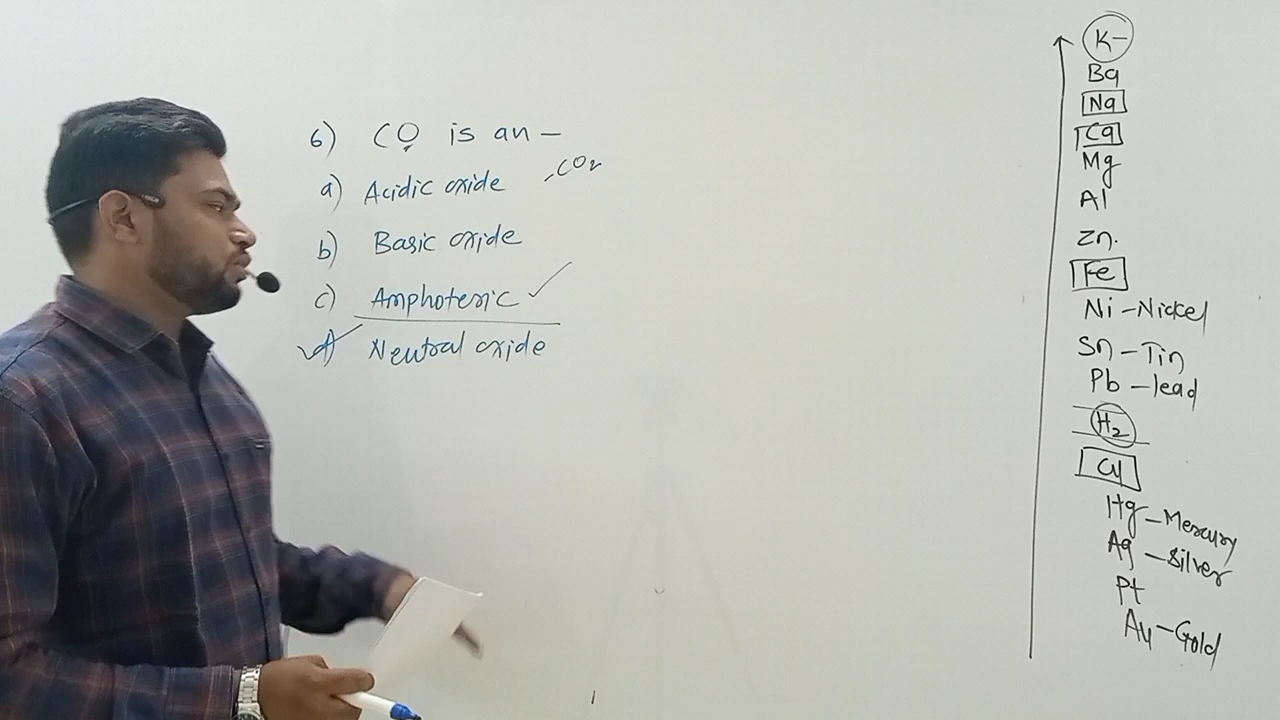 6) CO is an —
a) Acidic oxide , CO2
b) Basic oxide
c) Amphoteric ✓
d) Neutral oxide
K
Ba
Na
Ca
Mg
Al
Zn.
Fe
Ni - Nickel
Sn - Tin
Pb - lead
H2
Cu
Hg - Mercury
Ag - Silver
Pt
Au - Gold